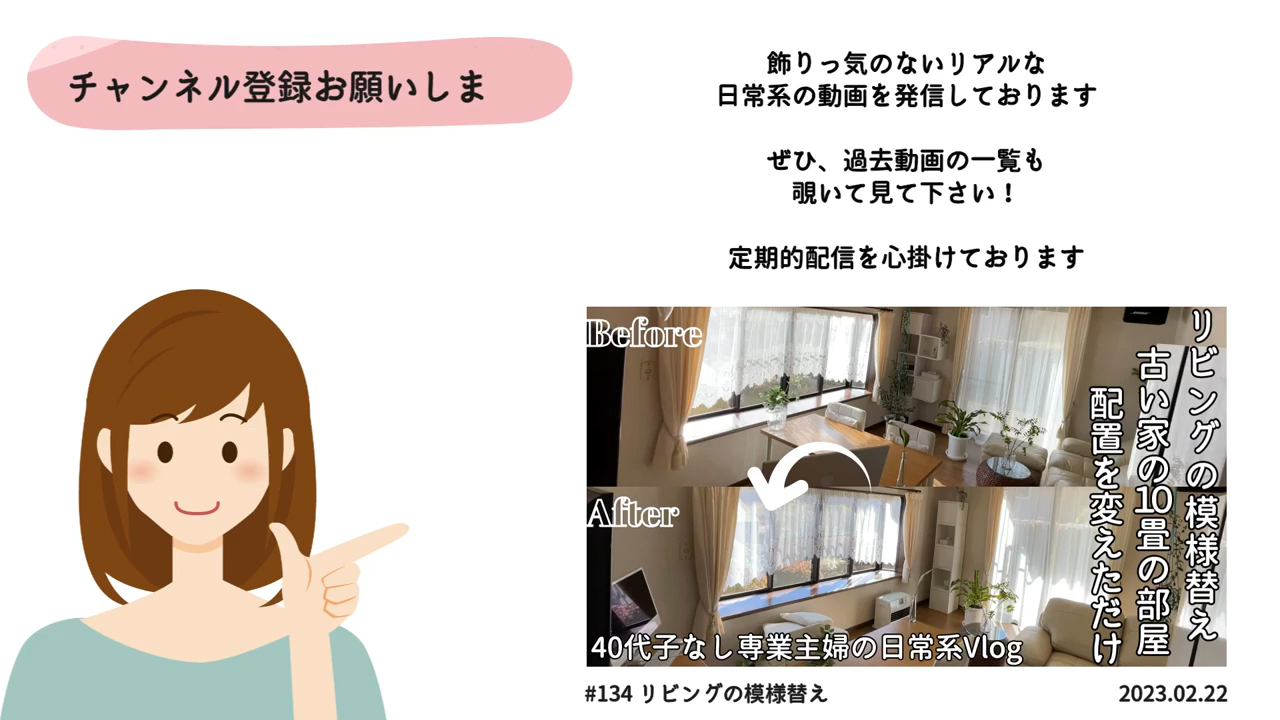 チャンネル登録お願いしま
飾りっ気のないリアルな
日常系の動画を発信しております
ぜひ、過去動画の一覧も
覗いて見て下さい！
定期的配信を心掛けております
Before
After
リビングの模様替え
古い家の10畳の部屋
配置を変えただけ
40代子なし専業主婦の日常系Vlog
#134 リビングの模様替え
2023.02.22